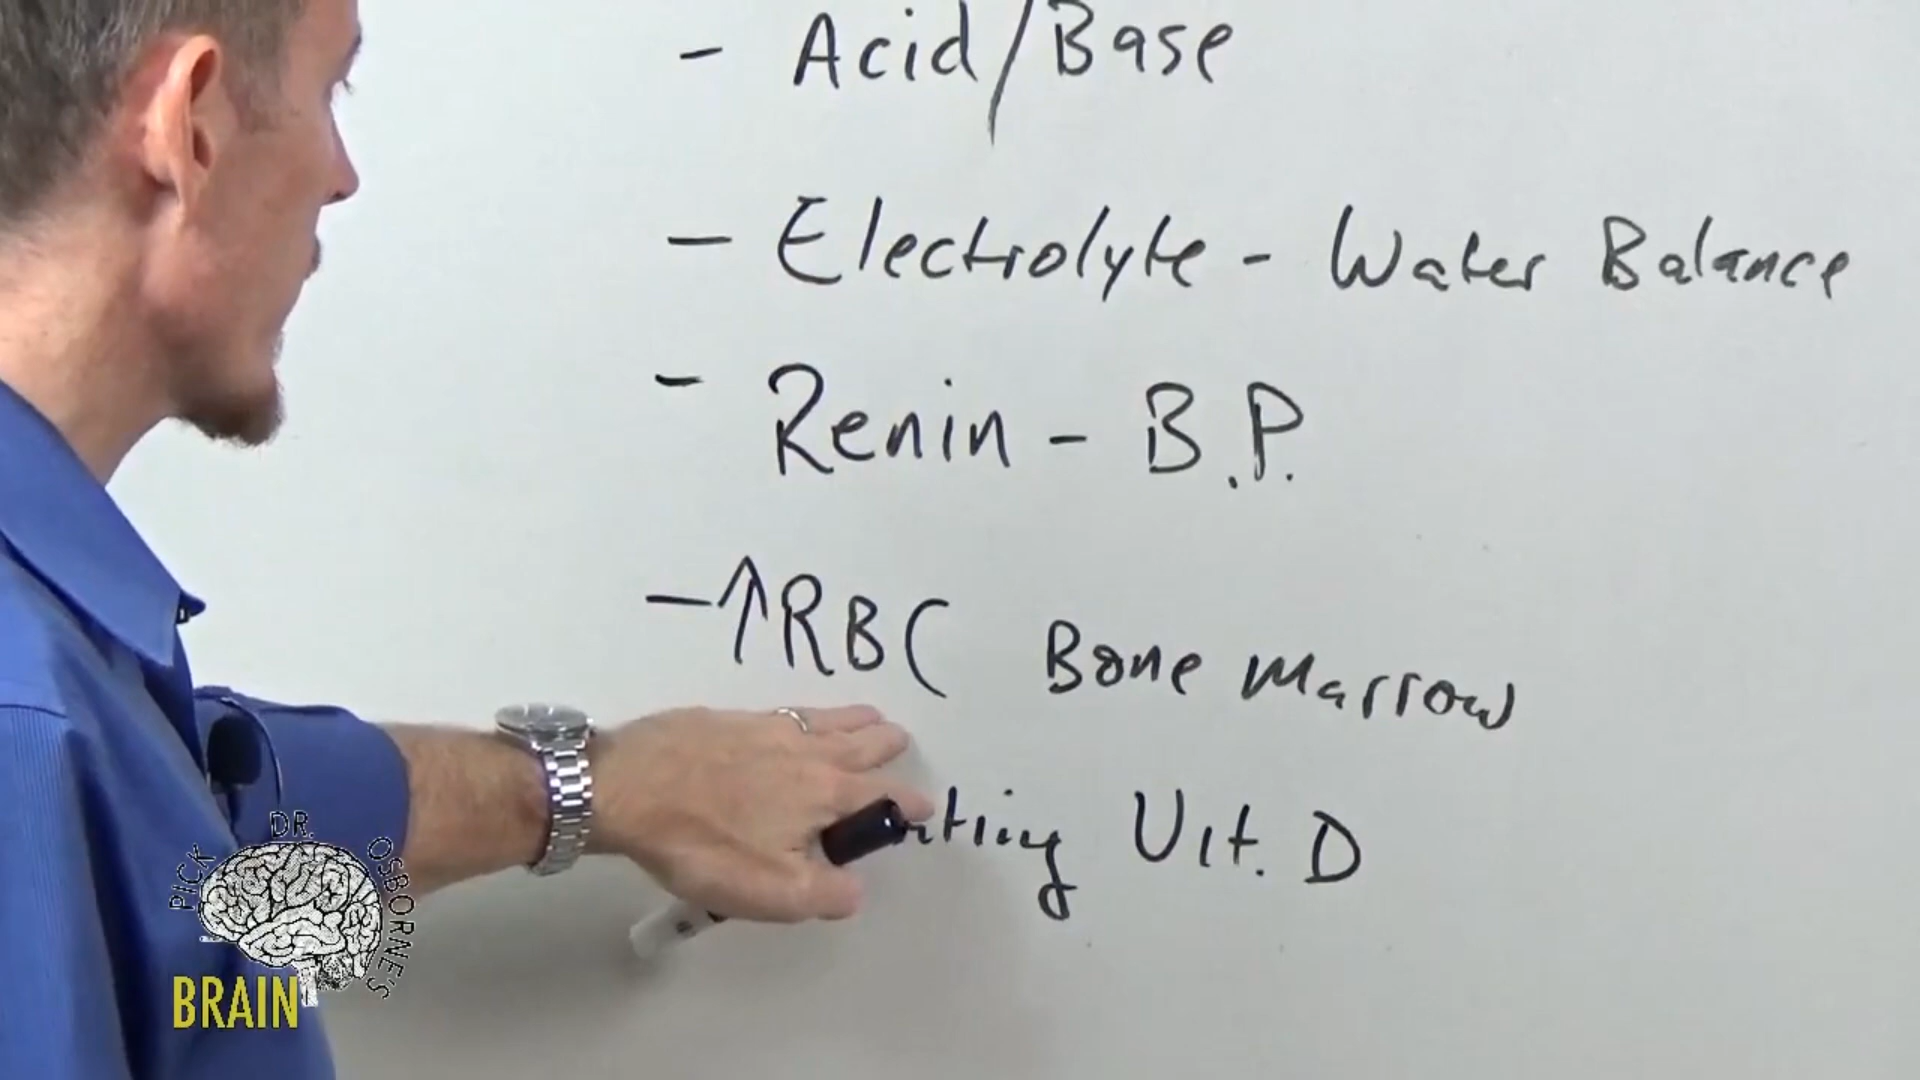 - Acid/Base
- Electrolyte - Water Balance
- Renin - B.P.
- ↑RBC Bone Marrow
Vit. D
PICK DR. OSBORNE'S
BRAIN